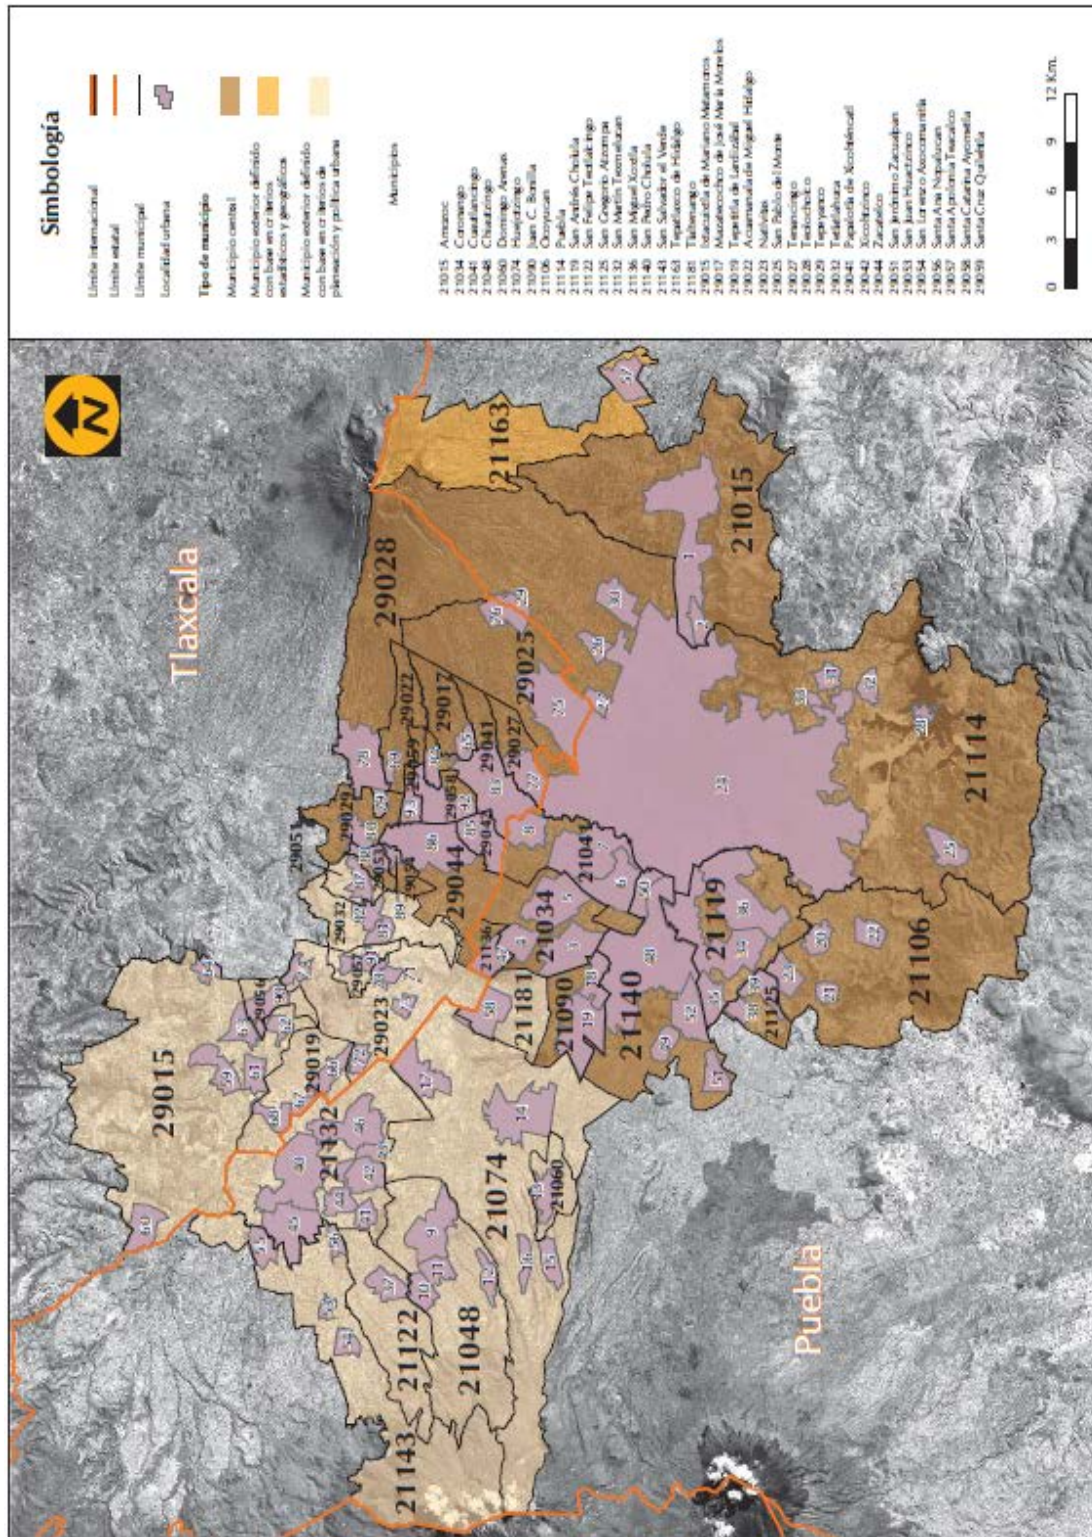 Simbología
Límite internacional
Límite estatal
Límite municipal
Localidad urbana
Tipo de municipio
Municipio central
Municipio exterior definido
con base en criterios
estadísticos y geográficos
Municipio exterior definido
con base en criterios de
planeación y política urbana
Municipios
21015 Amozoc
21034 Coronango
21041 Cuautlancingo
21048 Chiautzingo
21060 Domingo Arenas
21074 Huejotzingo
21090 Juan C. Bonilla
21106 Ocoyucan
21114 Puebla
21119 San Andrés Cholula
21122 San Felipe Teotlalcingo
21125 San Gregorio Atzompa
21132 San Martín Texmelucan
21136 San Miguel Xoxtla
21140 San Pedro Cholula
21143 San Salvador el Verde
21163 Tepatlaxco de Hidalgo
21181 Tlaltenango
29015 Ixtacuixtla de Mariano Matamoros
29017 Mazatecochco de José María Morelos
29019 Tepetitla de Lardizábal
29022 Acuamanala de Miguel Hidalgo
29023 Nativitas
29025 San Pablo del Monte
29027 Tenancingo
29028 Teolocholco
29029 Tepeyanco
29032 Tetlatlahuca
29041 Papalotla de Xicohténcatl
29042 Xicohtzinco
29044 Zacatelco
29051 San Jerónimo Zacualpan
29053 San Juan Huactzinco
29054 San Lorenzo Axocomanitla
29056 Santa Ana Nopalucan
29057 Santa Apolonia Teacalco
29058 Santa Catarina Ayometla
29059 Santa Cruz Quilehtla
0 3 6 9 12 Km.
N
Tlaxcala
Puebla
29015
29028
21163
29022
29025
29017
29041
29027
29059
29058
29029
29051
29053
29054
29042
29044
29032
29057
29056
29023
29019
21132
21136
21034
21041
21181
21090
21140
21119
21125
21106
21114
21015
21074
21060
21122
21048
21143